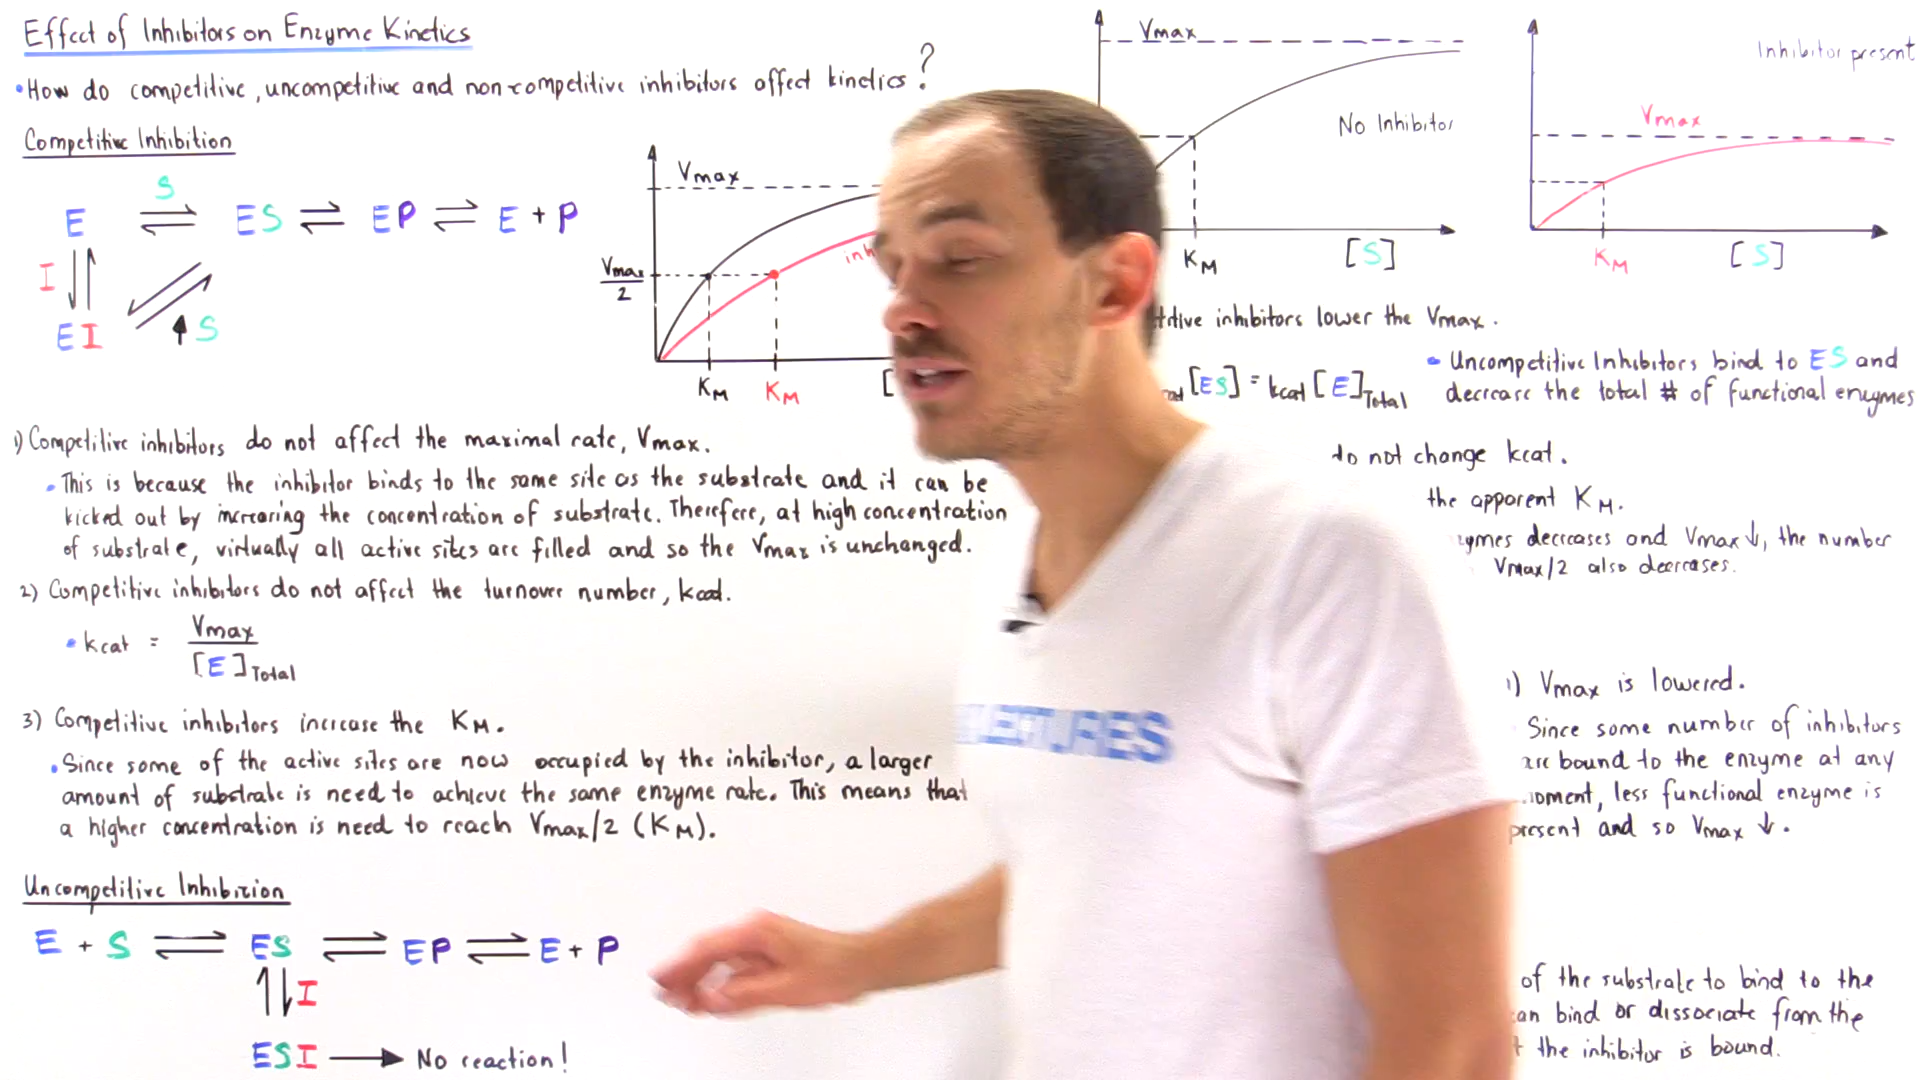 Effect of Inhibitors on Enzyme Kinetics
• How do competitive, uncompetitive and non-competitive inhibitors affect kinetics?
Competitive Inhibition
E ⇌ ES ⇌ EP ⇌ E + P
S
I
EI
S
Vmax
Vmax
2
inh
KM
KM
[
1) Competitive inhibitors do not affect the maximal rate, Vmax.
• This is because the inhibitor binds to the same site as the substrate and it can be
kicked out by increasing the concentration of substrate. Therefore, at high concentration
of substrate, virtually all active sites are filled and so the Vmax is unchanged.
2) Competitive inhibitors do not affect the turnover number, kcat.
• kcat = Vmax
[E]Total
3) Competitive inhibitors increase the KM.
• Since some of the active sites are now occupied by the inhibitor, a larger
amount of substrate is need to achieve the same enzyme rate. This means that
a higher concentration is need to reach Vmax/2 (KM).
Uncompetitive Inhibition
E + S ⇌ ES ⇌ EP ⇌ E + P
I
ESI → No reaction!
Vmax
No Inhibitor
KM
[S]
Inhibitor present
Vmax
KM
[S]
inhibitors lower the Vmax.
[ES] = kcat [E]Total
• Uncompetitive Inhibitors bind to ES and
decrease the total # of functional enzymes
do not change kcat.
the apparent KM.
decreases and Vmax↓, the number
Vmax/2 also decreases.
1) Vmax is lowered.
Since some number of inhibitors
are bound to the enzyme at any
moment, less functional enzyme is
present and so Vmax ↓.
of the substrate to bind to the
can bind or dissociate from the
the inhibitor is bound.
LECTURES